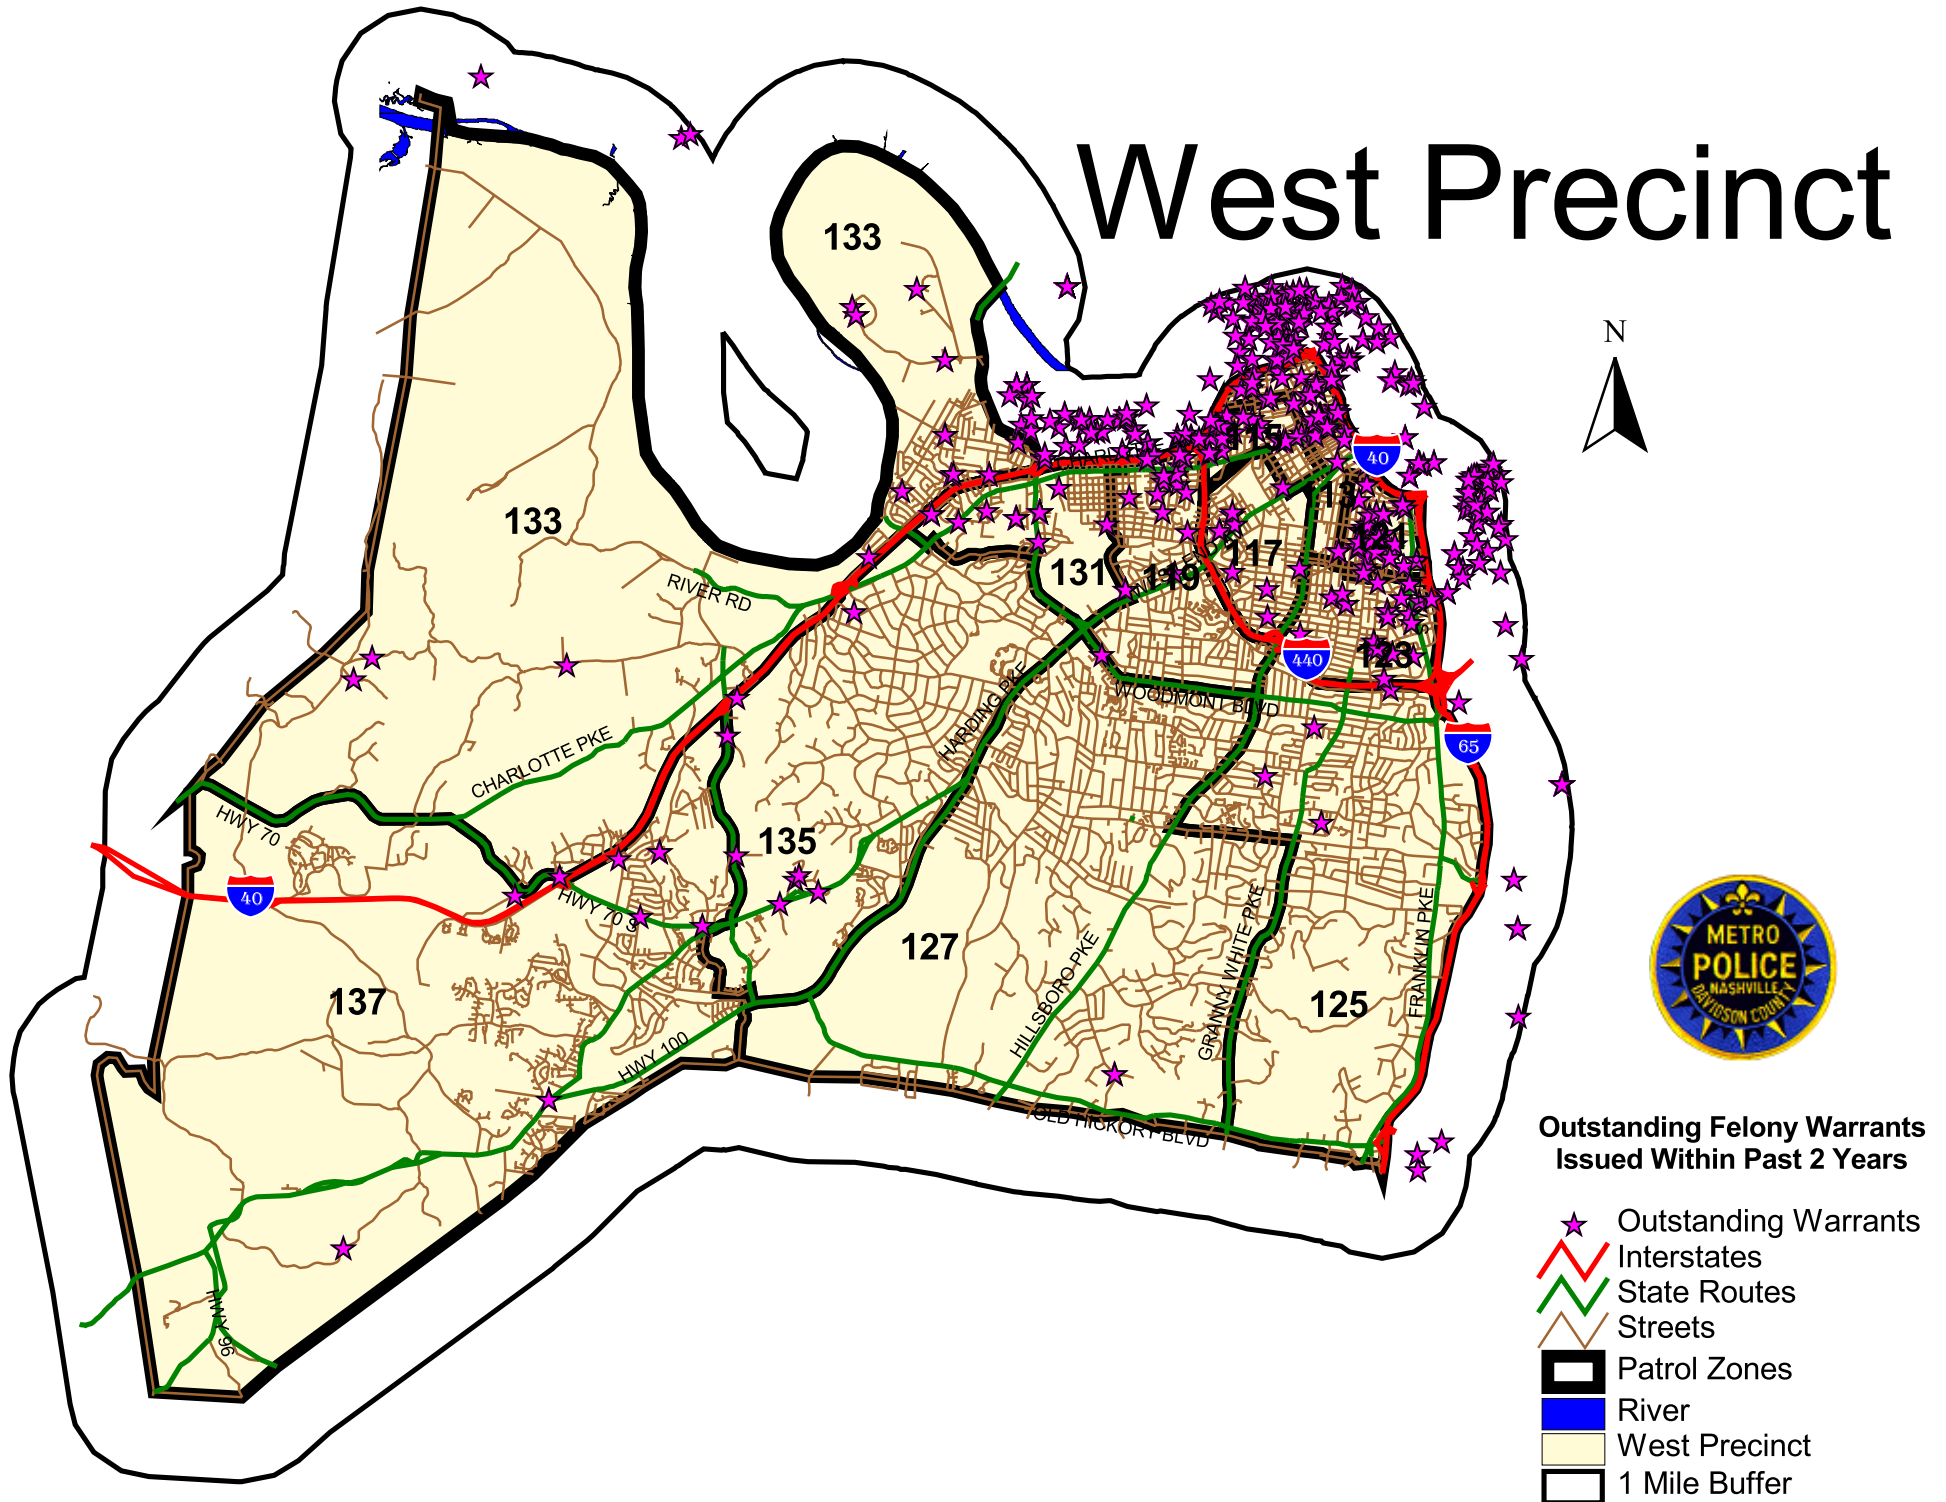 West Precinct
N
133
133
115
40
13
121
117
131
119
RIVER RD
440
123
HARDING PKE
WOODMONT BLVD
65
CHARLOTTE PKE
HWY 70
135
40
HWY 70 S
127
HILLSBORO PKE
GRANNY WHITE PKE
FRANKLIN PKE
125
137
HWY 100
OLD HICKORY BLVD
HWY 96
METRO
POLICE
NASHVILLE
DAVIDSON COUNTY
Outstanding Felony Warrants
Issued Within Past 2 Years
Outstanding Warrants
Interstates
State Routes
Streets
Patrol Zones
River
West Precinct
1 Mile Buffer